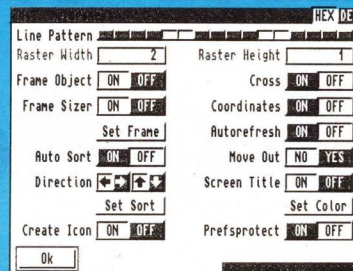 HEX DE
Line Pattern
Raster Width 2 Raster Height 1
Frame Object ON OFF Cross ON OFF
Frame Sizer ON OFF Coordinates ON OFF
Set Frame Autorefresh ON OFF
Auto Sort ON OFF Move Out NO YES
Direction Screen Title ON OFF
Set Sort Set Color
Create Icon ON OFF Prefsprotect ON OFF
Ok